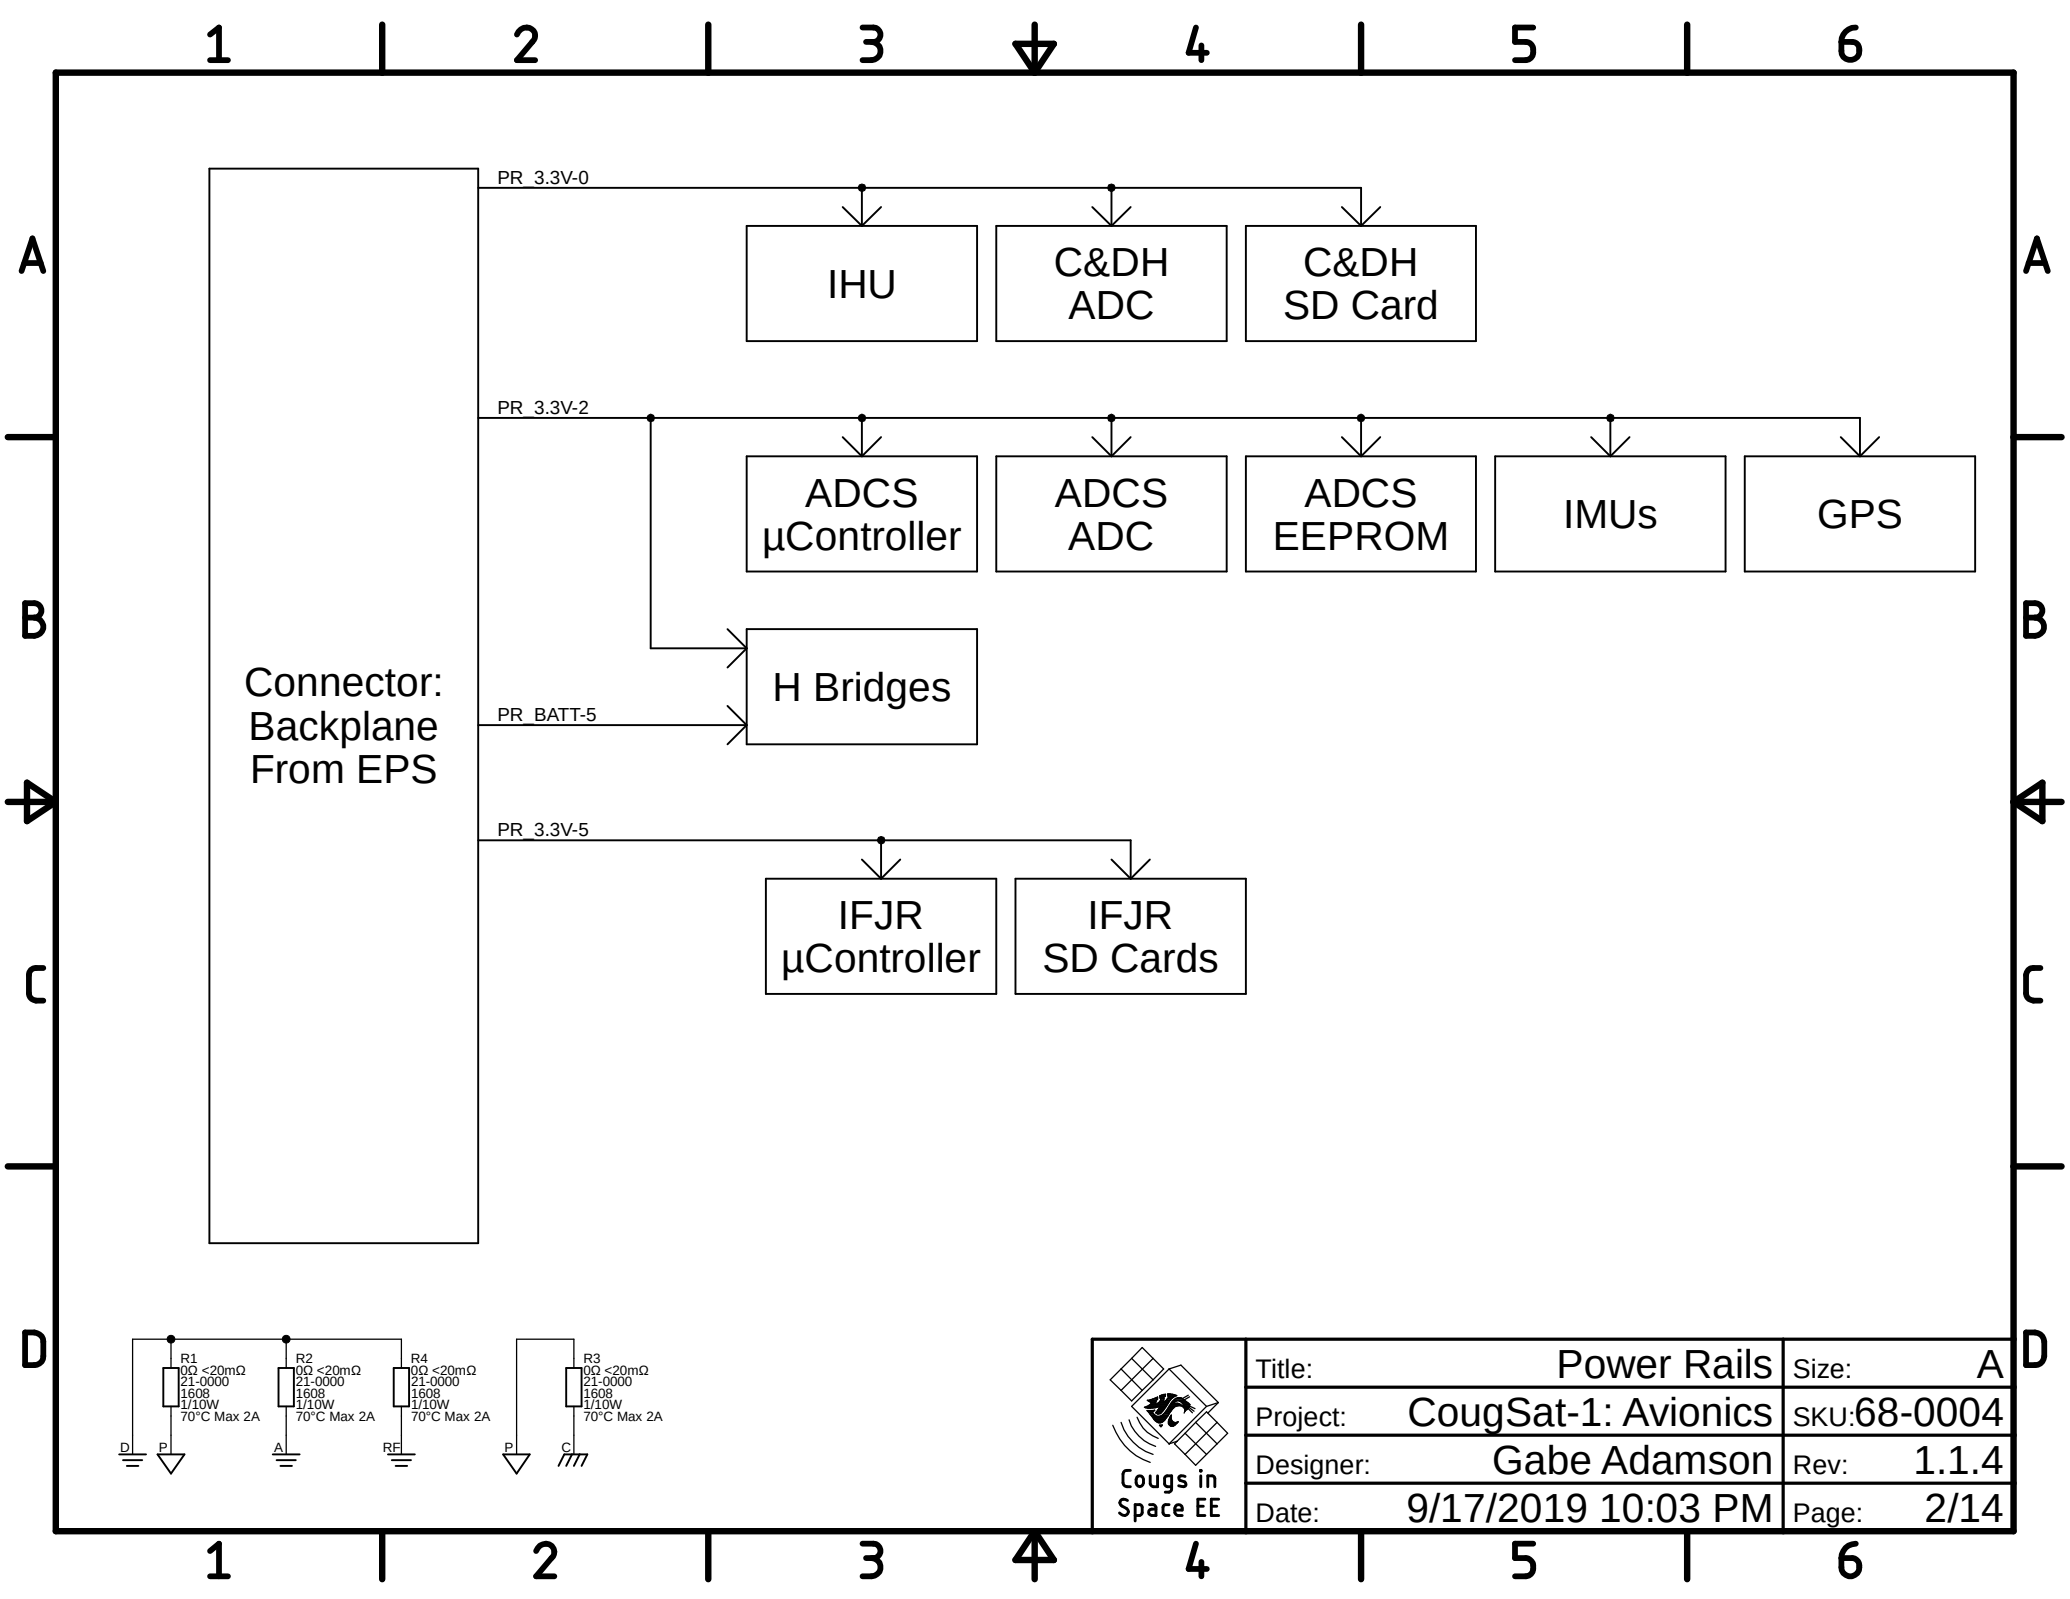 1 2 3 4 5 6
A A
B B
C C
D D
PR_3.3V-0
IHU
C&DH
ADC
C&DH
SD Card
PR_3.3V-2
ADCS
µController
ADCS
ADC
ADCS
EEPROM
IMUs
GPS
H Bridges
Connector:
Backplane
From EPS
PR_BATT-5
PR_3.3V-5
IFJR
µController
IFJR
SD Cards
R1
0Ω <20mΩ
21-0000
1608
1/10W
70°C Max 2A
R2
0Ω <20mΩ
21-0000
1608
1/10W
70°C Max 2A
R4
0Ω <20mΩ
21-0000
1608
1/10W
70°C Max 2A
R3
0Ω <20mΩ
21-0000
1608
1/10W
70°C Max 2A
D P A RF P C
Cougs in
Space EE
Title: Power Rails Size: A
Project: CougSat-1: Avionics SKU:68-0004
Designer: Gabe Adamson Rev: 1.1.4
Date: 9/17/2019 10:03 PM Page: 2/14
1 2 3 4 5 6